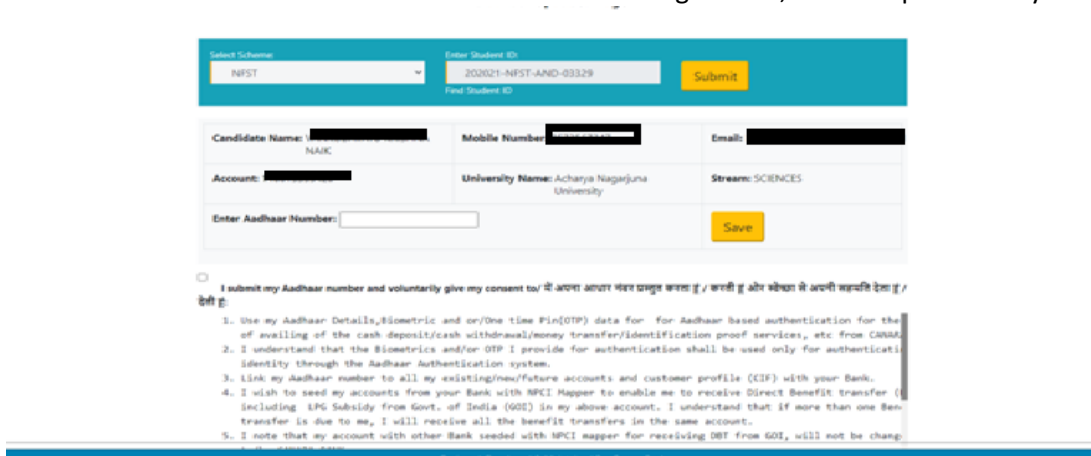 Select Scheme:
Enter Student ID:
NFST
202021-NFST-AND-03329
Submit
Find Student ID
Candidate Name:
NAIK
Mobile Number
Email:
Account:
University Name: Acharya Nagarjuna
University
Stream: SCIENCES
Enter Aadhaar Number:
Save
I submit my Aadhaar number and voluntarily give my consent to/ मैं अपना आधार नंबर प्रस्तुत करता हूं / करती हूं और स्वेच्छा से अपनी सहमति देता हूं /
देती हूं:
1. Use my Aadhaar Details,Biometric and or/One time Pin(OTP) data for for Aadhaar based authentication for the
of availing of the cash deposit/cash withdrawal/money transfer/identification proof services, etc from
2. I understand that the Biometrics and/or OTP I provide for authentication shall be used only for
identity through the Aadhaar Authentication system.
3. Link my Aadhaar number to all my existing/new/future accounts and customer profile (CIF) with your Bank.
4. I wish to seed my accounts from your Bank with NPCI Mapper to enable me to receive Direct Benefit transfer
including LPG Subsidy from Govt. of India (GOI) in my above account. I understand that if more than one
transfer is due to me, I will receive all the benefit transfers in the same account.
5. I note that my account with other Bank seeded with NPCI mapper for receiving DBT from GOI, will not be